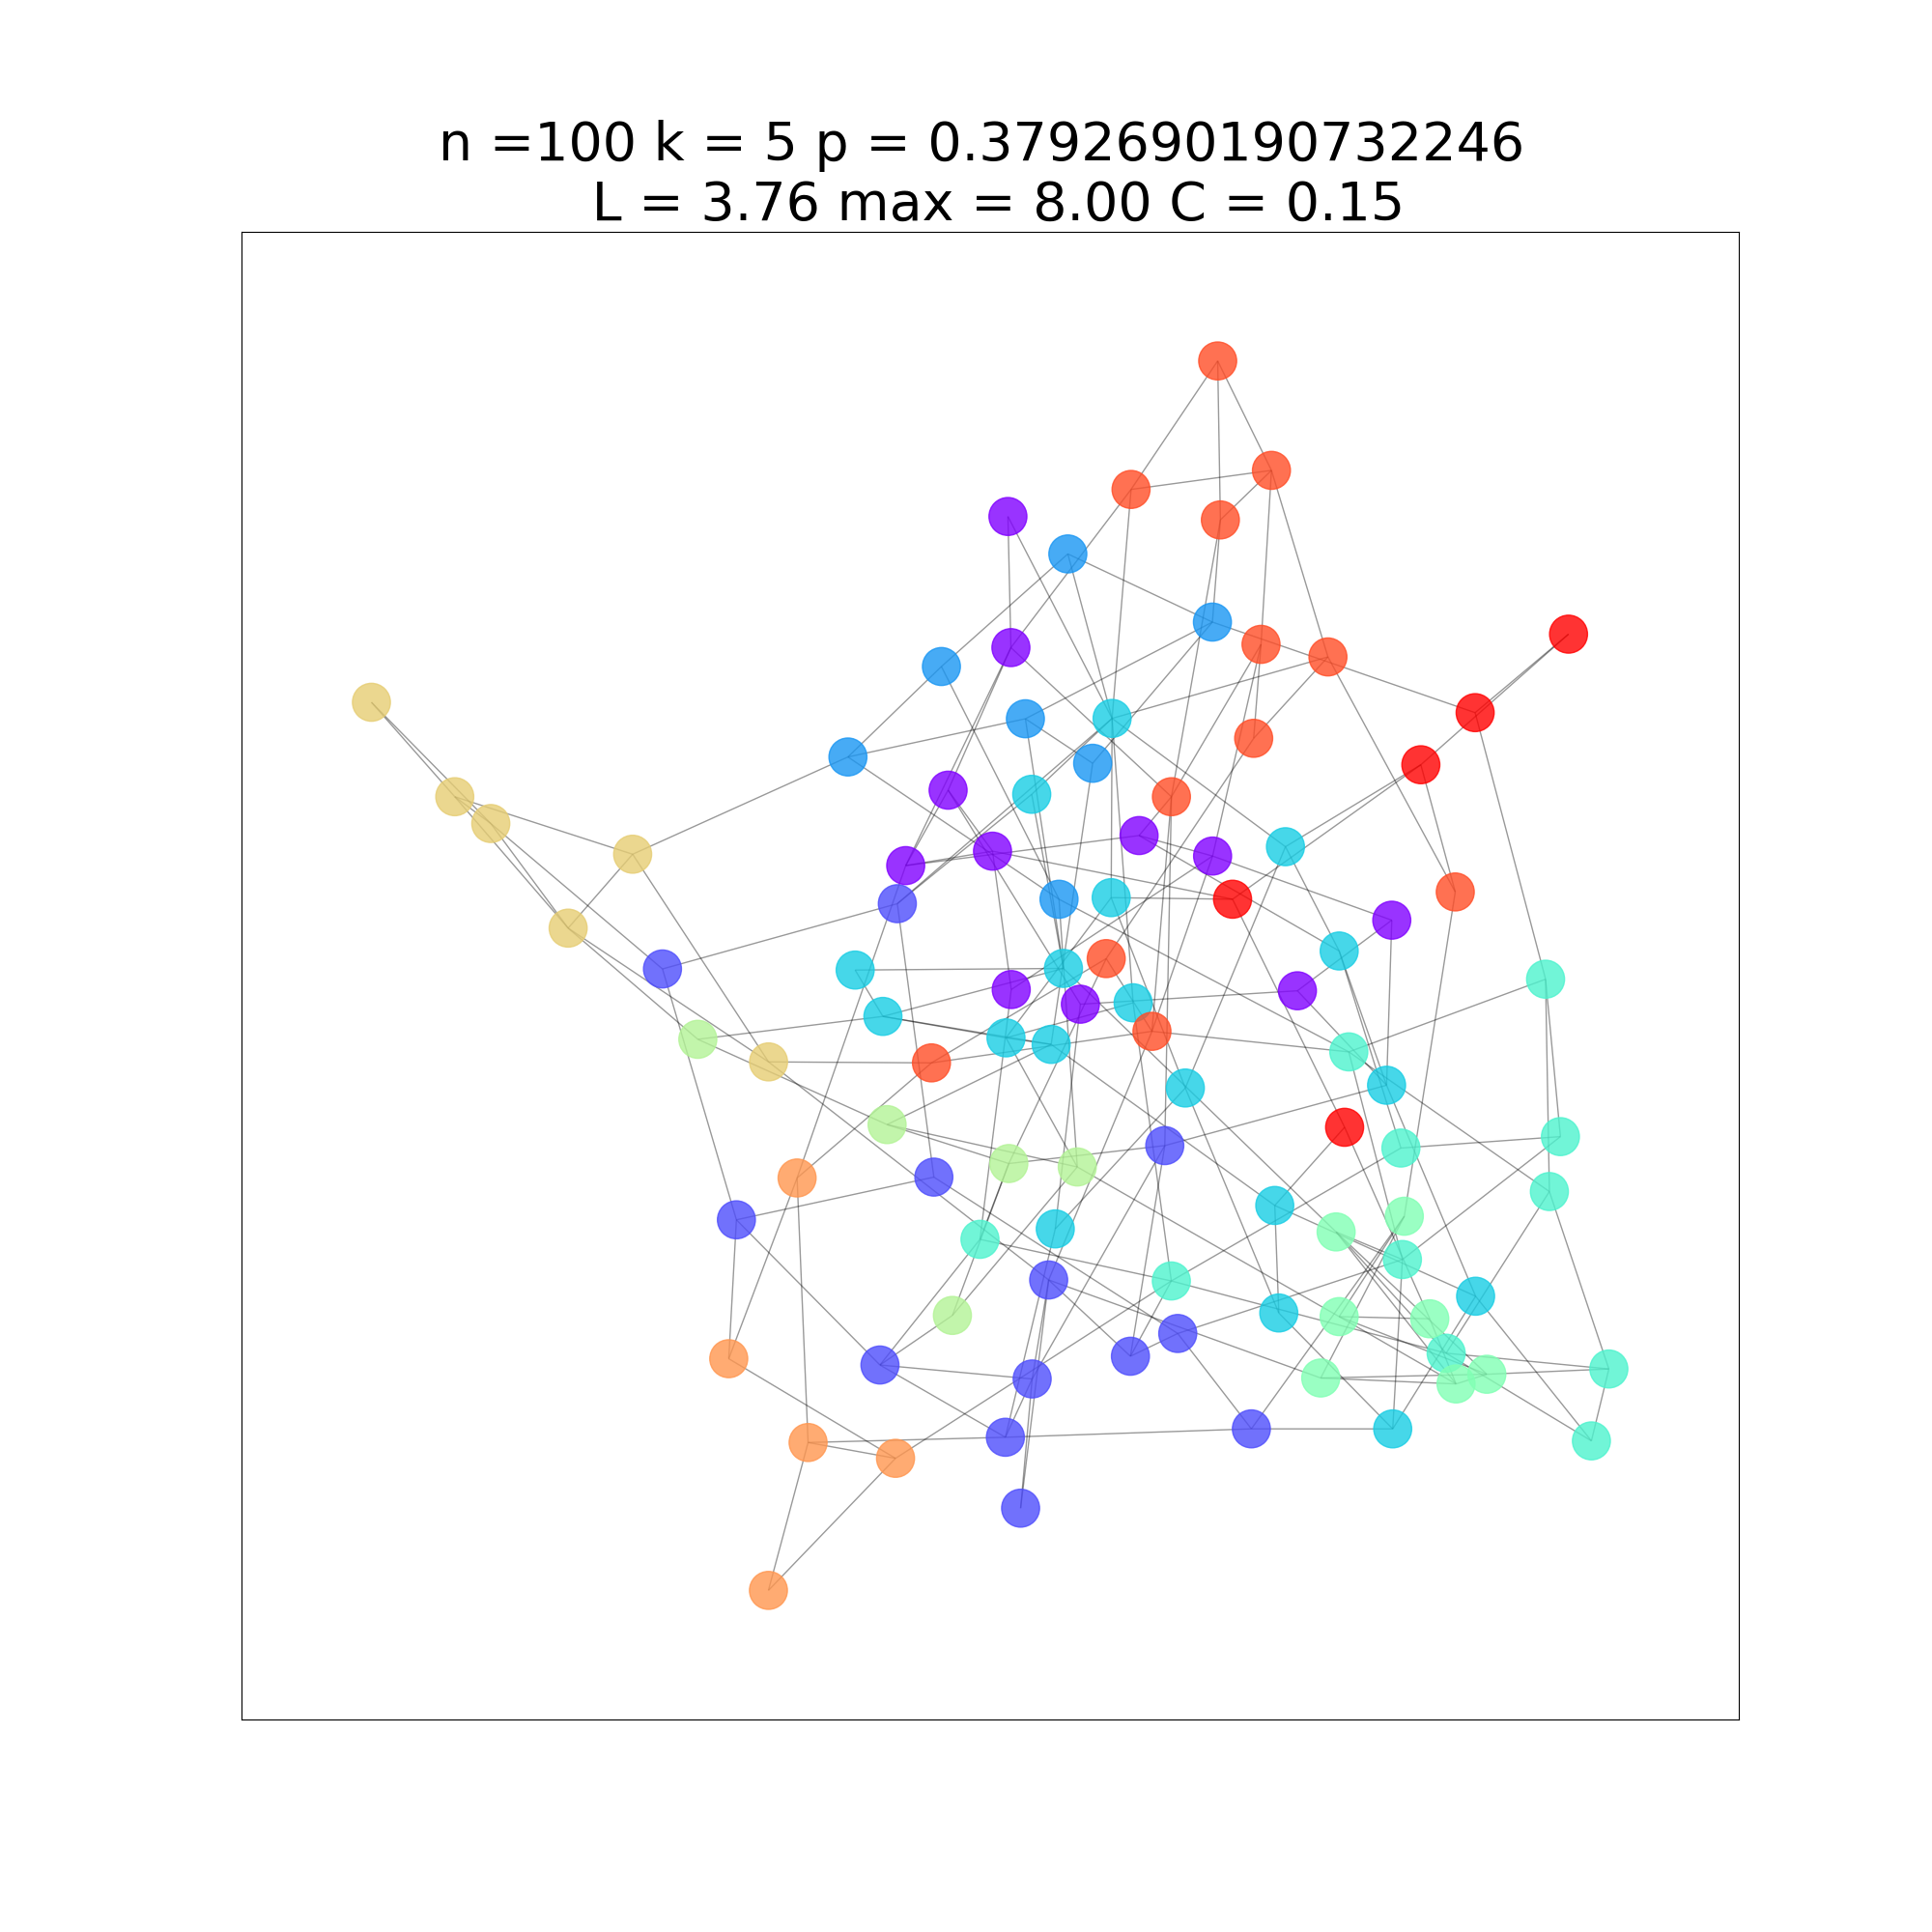 n =100 k = 5 p = 0.3792690190732246
L = 3.76 max = 8.00 C = 0.15